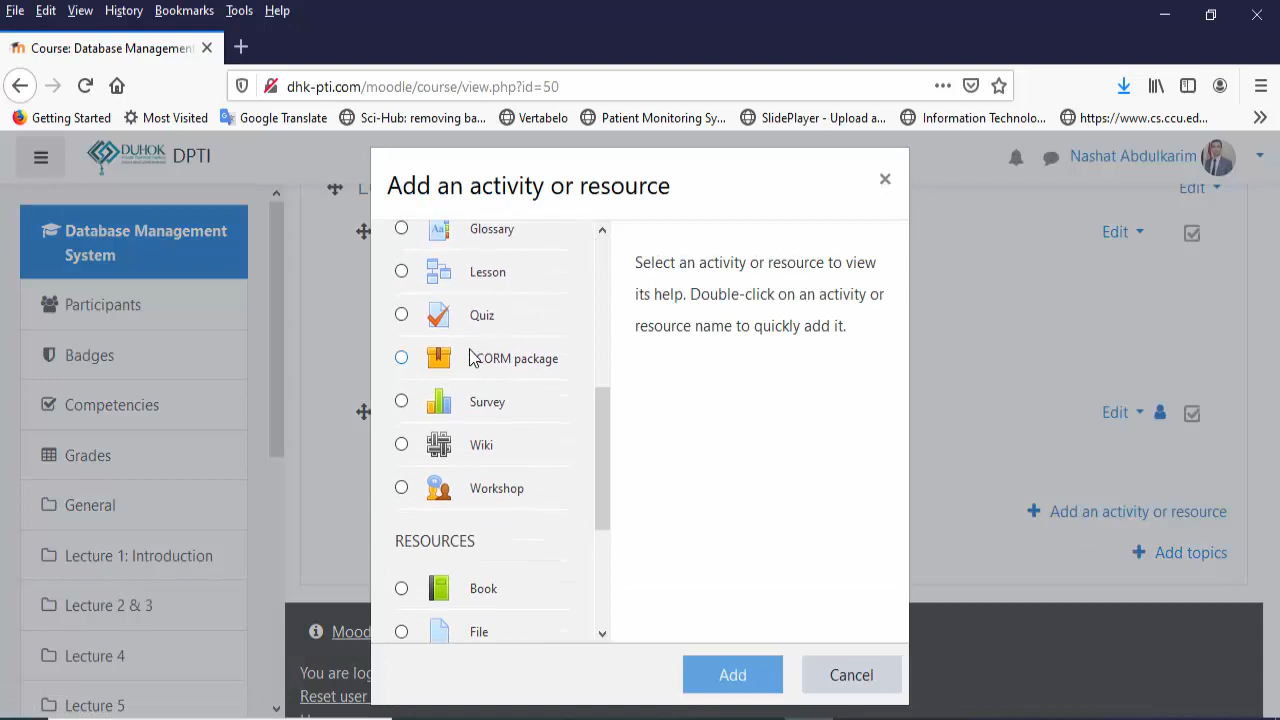 File Edit View History Bookmarks Tools Help
Course: Database Management
dhk-pti.com/moodle/course/view.php?id=50
Getting Started Most Visited Google Translate Sci-Hub: removing ba... Vertabelo Patient Monitoring Sy... SlidePlayer - Upload a... Information Technolo... https://www.cs.ccu.ed...
DUHOK DPTI Nashat Abdulkarim
Add an activity or resource
Edit
Database Management
System
Participants
Badges
Competencies
Grades
General
Lecture 1: Introduction
Lecture 2 & 3
Lecture 4
Lecture 5
Glossary
Lesson
Quiz
SCORM package
Survey
Wiki
Workshop
RESOURCES
Book
File
Select an activity or resource to view
its help. Double-click on an activity or
resource name to quickly add it.
Add Cancel
Edit
Edit
Add an activity or resource
Add topics
Mood
You are log
Reset user